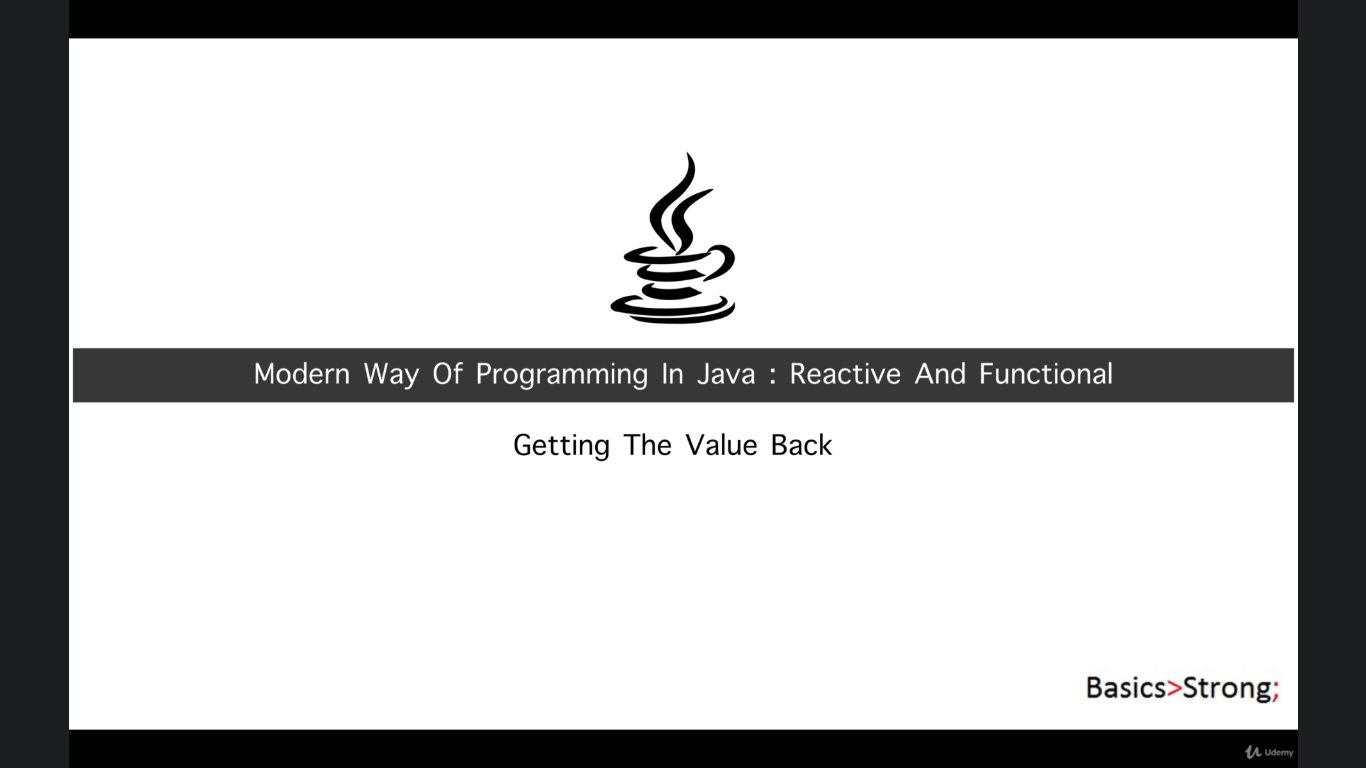 Modern Way Of Programming In Java : Reactive And Functional
Getting The Value Back
Basics>Strong;
Udemy